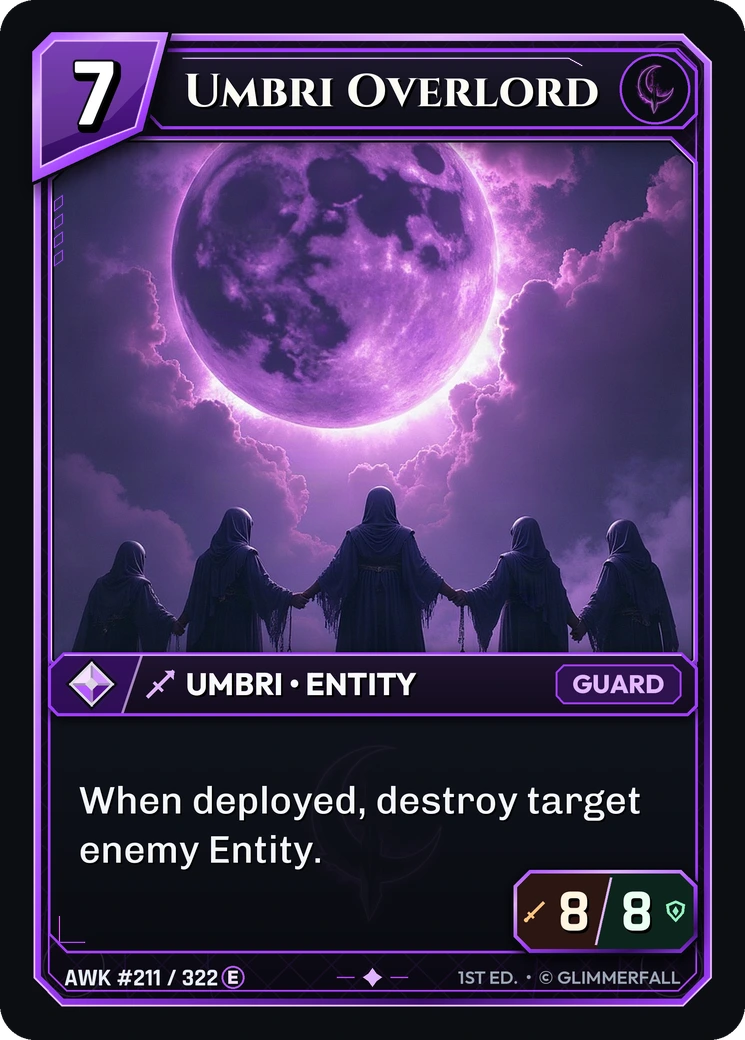 7
UMBRI OVERLORD
UMBRI • ENTITY
GUARD
When deployed, destroy target
enemy Entity.
8 / 8
AWK #211 / 322 E
1ST ED. • © GLIMMERFALL